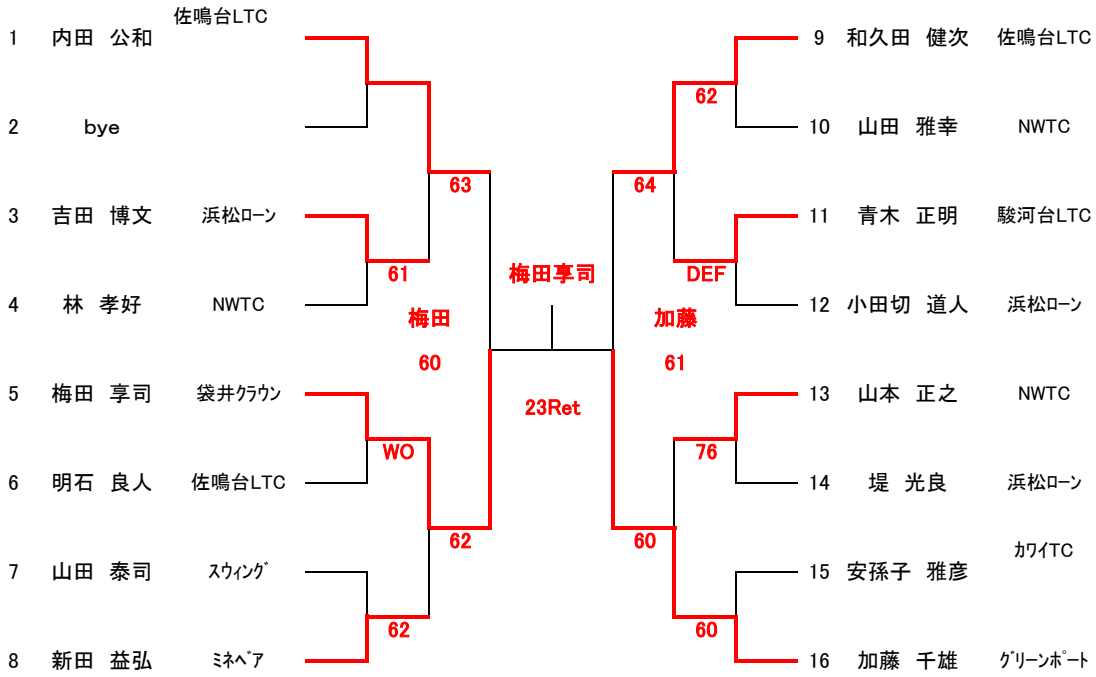 佐鳴台LTC
1 内田 公和
2 bye
63
3 吉田 博文 浜松ローン
61
4 林 孝好 NWTC
梅田
60
5 梅田 享司 袋井クラウン
WO
6 明石 良人 佐鳴台LTC
62
7 山田 泰司 スウィング
62
8 新田 益弘 ミネベア
梅田享司
23Ret
9 和久田 健次 佐鳴台LTC
62
10 山田 雅幸 NWTC
64
11 青木 正明 駿河台LTC
DEF
12 小田切 道人 浜松ローン
加藤
61
13 山本 正之 NWTC
76
14 堤 光良 浜松ローン
60
カワイTC
15 安孫子 雅彦
60
16 加藤 千雄 グリーンポート